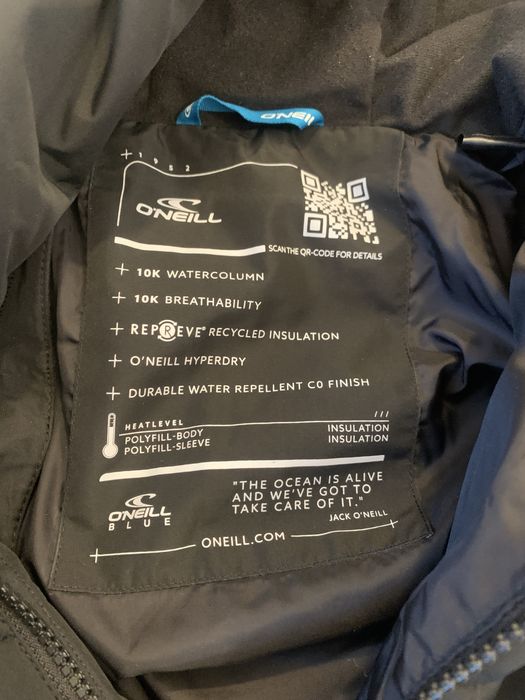 ONEILL
+ 1952
O'NEILL
SCAN THE QR-CODE FOR DETAILS
+ 10K WATERCOLUMN
+ 10K BREATHABILITY
+ REPREVE® RECYCLED INSULATION
+ O'NEILL HYPERDRY
+ DURABLE WATER REPELLENT C0 FINISH
HEATLEVEL ///
POLYFILL-BODY INSULATION
POLYFILL-SLEEVE INSULATION
O'NEILL
BLUE
"THE OCEAN IS ALIVE
AND WE'VE GOT TO
TAKE CARE OF IT."
JACK O'NEILL
ONEILL.COM